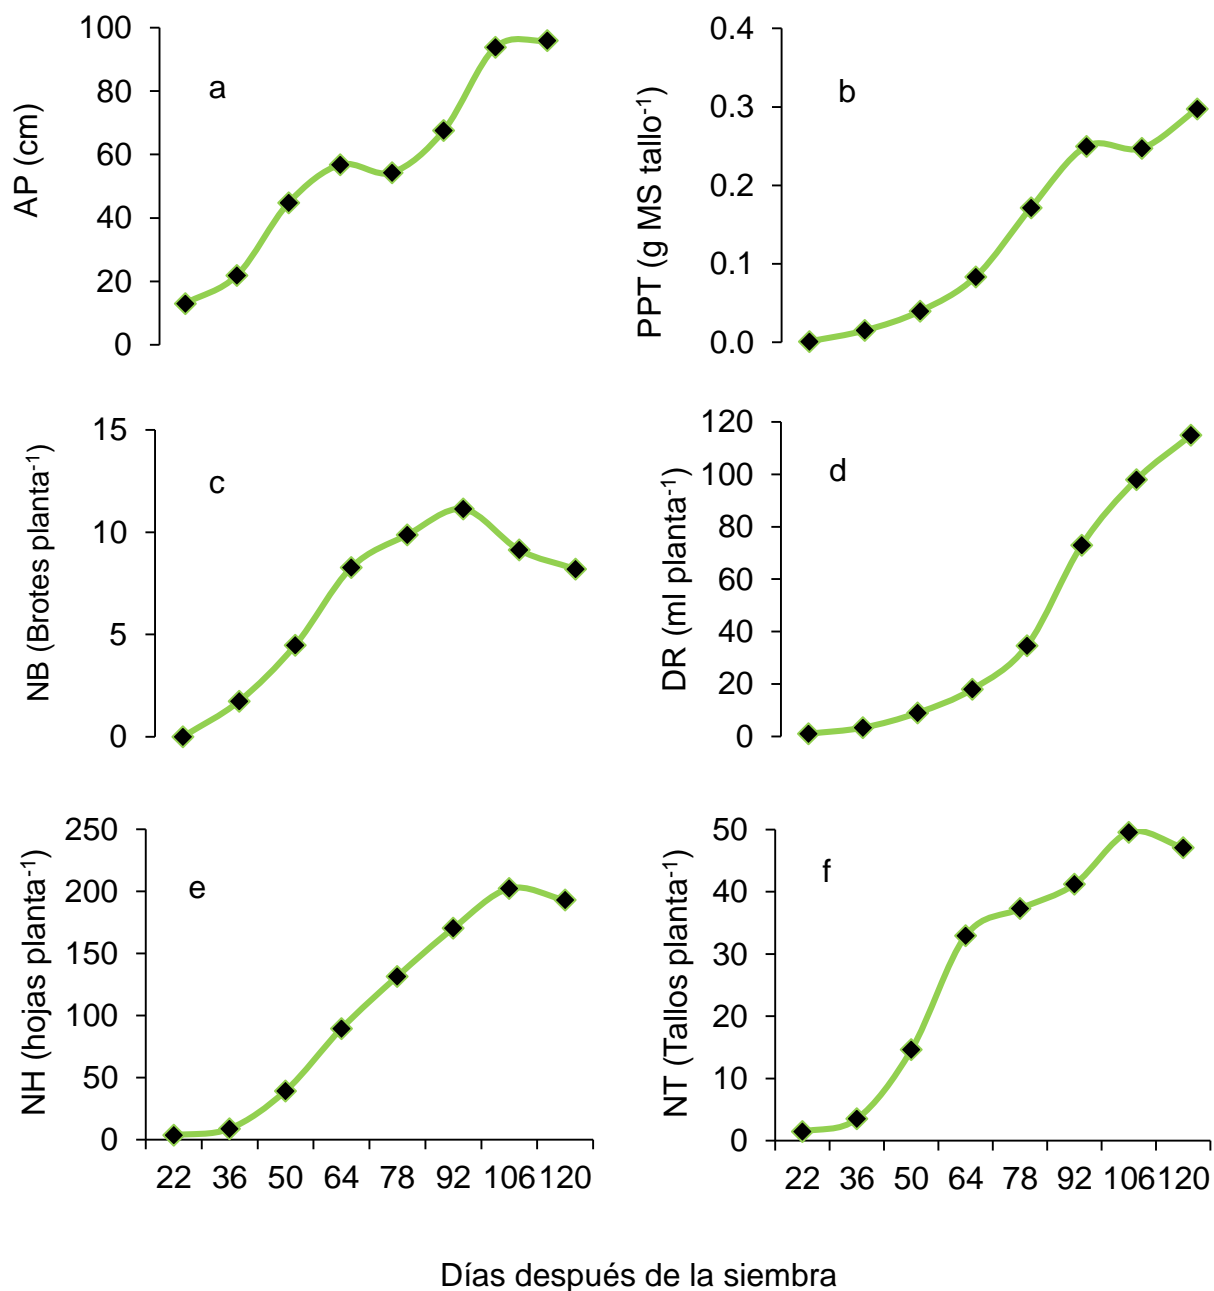 100
80
60
40
20
0
AP (cm)
a
0.4
0.3
0.2
0.1
0.0
PPT (g MS tallo-1)
b
15
10
5
0
NB (Brotes planta-1)
c
120
100
80
60
40
20
0
DR (ml planta-1)
d
250
200
150
100
50
0
NH (hojas planta-1)
e
22 36 50 64 78 92 106 120
50
40
30
20
10
0
NT (Tallos planta-1)
f
22 36 50 64 78 92 106 120
Días después de la siembra